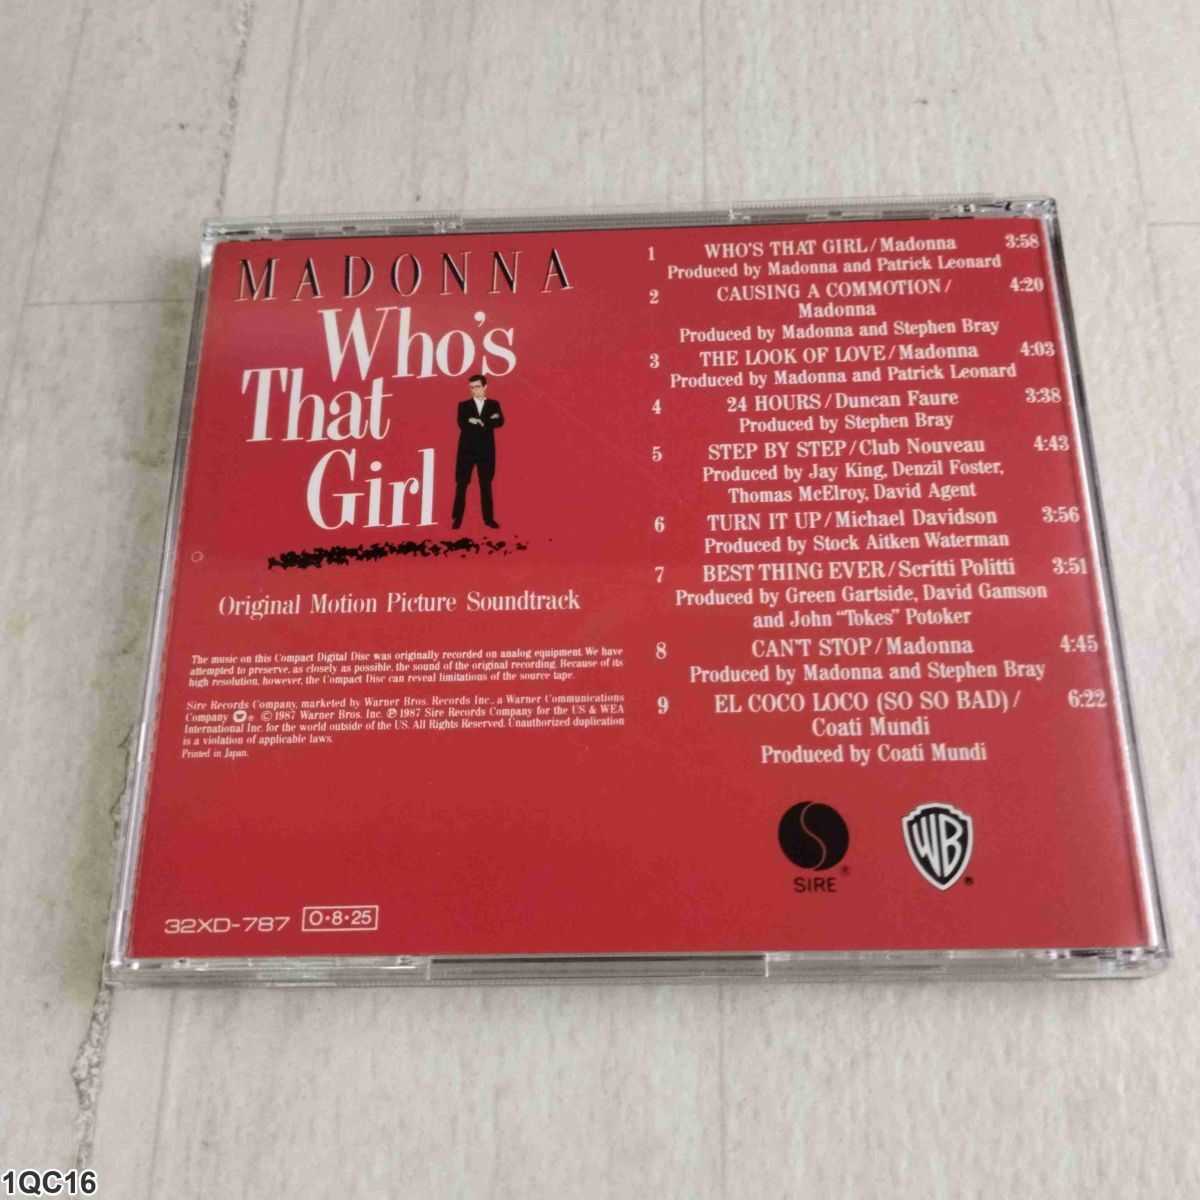 MADONNA
Who's
That
Girl
Original Motion Picture Soundtrack
The music on this Compact Digital Disc was originally recorded on analog equipment. We have
attempted to preserve, as closely as possible, the sound of the original recording. Because of its
high resolution, however, the Compact Disc can reveal limitations of the source tape.
Sire Records Company, marketed by Warner Bros. Records Inc., a Warner Communications
Company ® © 1987 Warner Bros. Inc. ℗ 1987 Sire Records Company for the US & WEA
International Inc. for the world outside of the US. All Rights Reserved. Unauthorized duplication
is a violation of applicable laws.
Printed in Japan.
32XD-787 O·8·25
1 WHO'S THAT GIRL/Madonna 3:58
Produced by Madonna and Patrick Leonard
2 CAUSING A COMMOTION/ 4:20
Madonna
Produced by Madonna and Stephen Bray
3 THE LOOK OF LOVE/Madonna 4:03
Produced by Madonna and Patrick Leonard
4 24 HOURS/Duncan Faure 3:38
Produced by Stephen Bray
5 STEP BY STEP/Club Nouveau 4:43
Produced by Jay King, Denzil Foster,
Thomas McElroy, David Agent
6 TURN IT UP/Michael Davidson 3:56
Produced by Stock Aitken Waterman
7 BEST THING EVER/Scritti Politti 3:51
Produced by Green Gartside, David Gamson
and John "Tokes" Potoker
8 CAN'T STOP/Madonna 4:45
Produced by Madonna and Stephen Bray
9 EL COCO LOCO (SO SO BAD)/ 6:22
Coati Mundi
Produced by Coati Mundi
SIRE ®
WB ®
1QC16